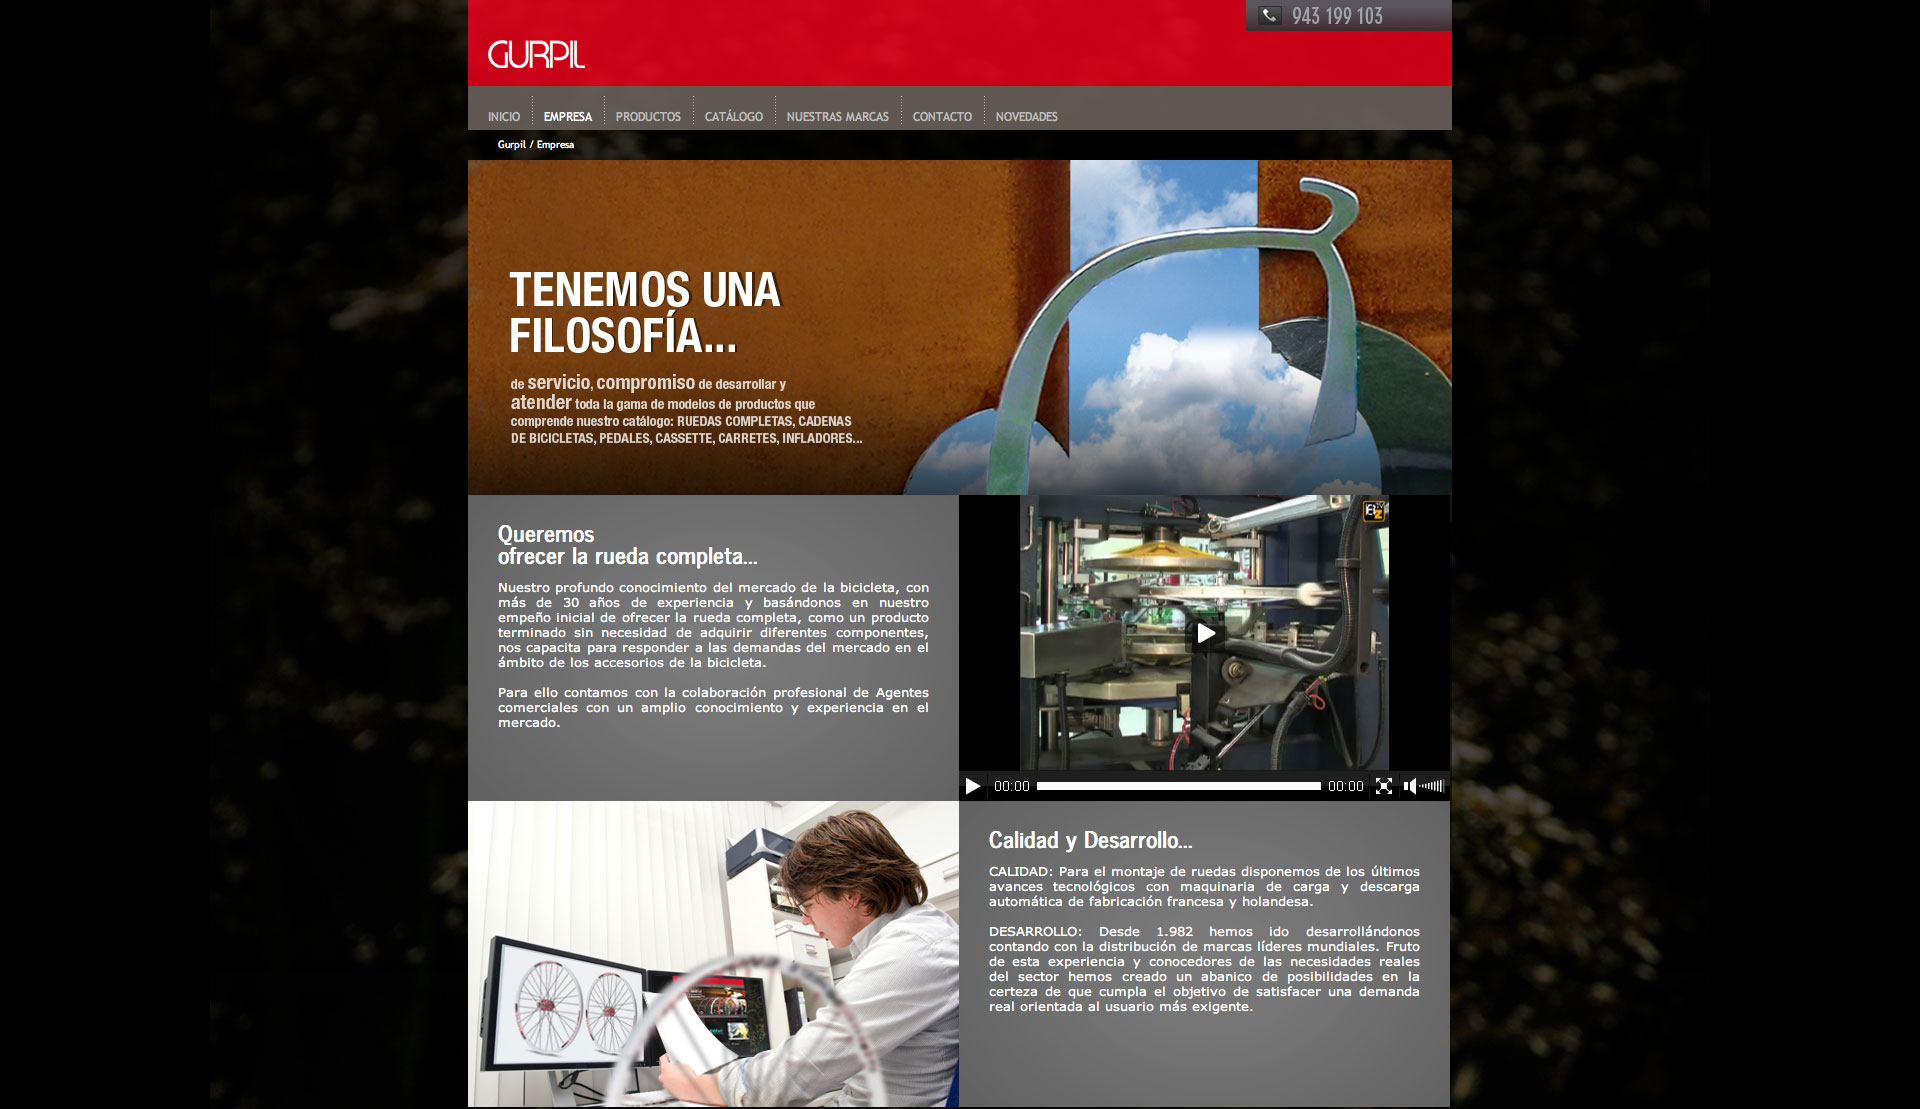 943 199 103
GURPIL
INICIO
EMPRESA
PRODUCTOS
CATÁLOGO
NUESTRAS MARCAS
CONTACTO
NOVEDADES
Gurpil / Empresa
TENEMOS UNA
FILOSOFÍA...
de servicio, compromiso de desarrollar y
atender toda la gama de modelos de productos que
comprende nuestro catálogo: RUEDAS COMPLETAS, CADENAS
DE BICICLETAS, PEDALES, CASSETTE, CARRETES, INFLADORES...
Queremos
ofrecer la rueda completa...
Nuestro profundo conocimiento del mercado de la bicicleta, con
más de 30 años de experiencia y basándonos en nuestro
empeño inicial de ofrecer la rueda completa, como un producto
terminado sin necesidad de adquirir diferentes componentes,
nos capacita para responder a las demandas del mercado en el
ámbito de los accesorios de la bicicleta.
Para ello contamos con la colaboración profesional de Agentes
comerciales con un amplio conocimiento y experiencia en el
mercado.
00:00
00:00
Calidad y Desarrollo...
CALIDAD: Para el montaje de ruedas disponemos de los últimos
avances tecnológicos con maquinaria de carga y descarga
automática de fabricación francesa y holandesa.
DESARROLLO: Desde 1.982 hemos ido desarrollándonos
contando con la distribución de marcas líderes mundiales. Fruto
de esta experiencia y conocedores de las necesidades reales
del sector hemos creado un abanico de posibilidades en la
certeza de que cumpla el objetivo de satisfacer una demanda
real orientada al usuario más exigente.